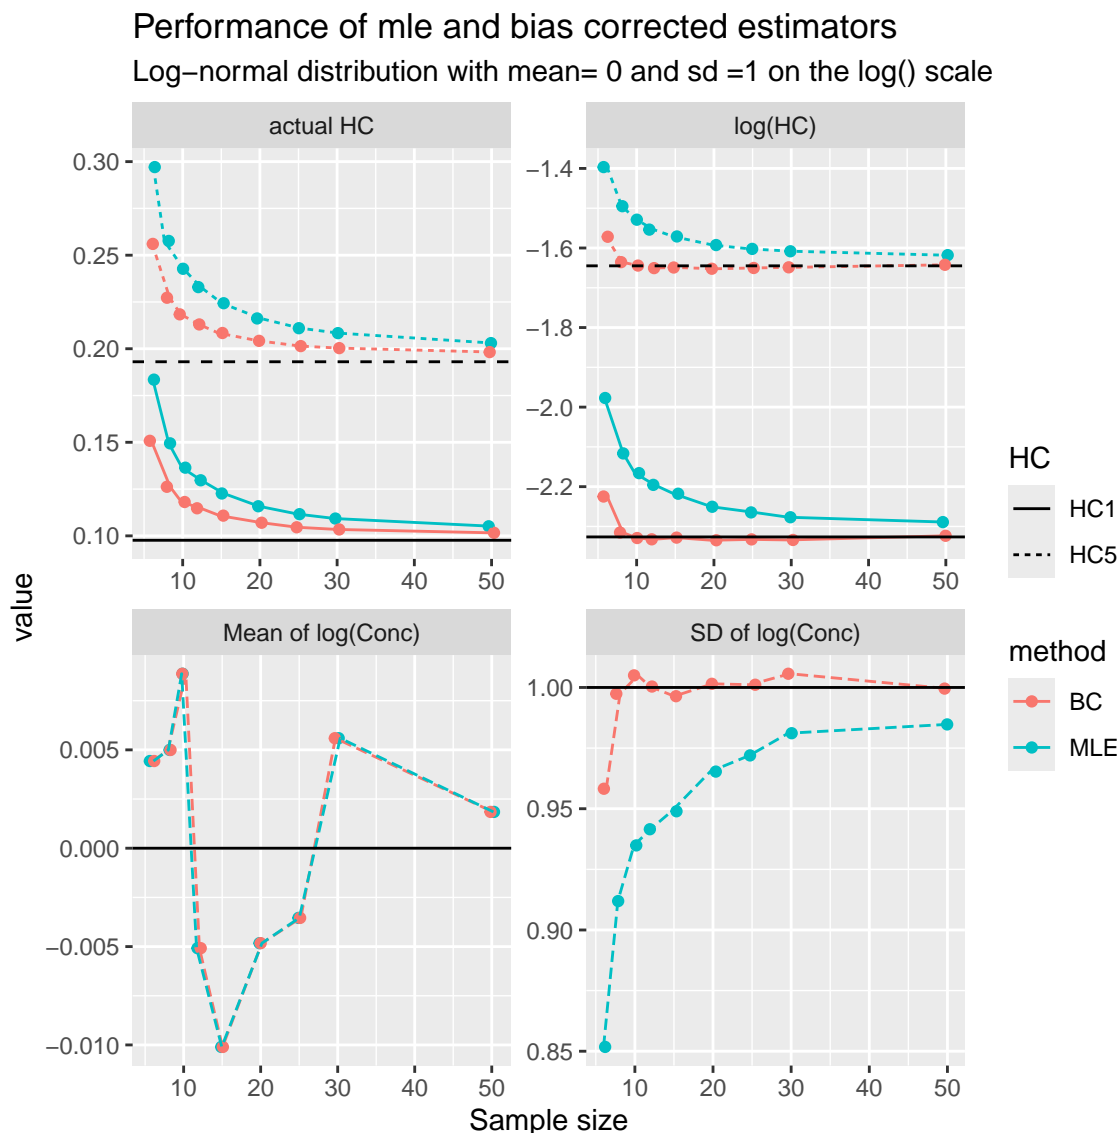 Performance of mle and bias corrected estimators
Log−normal distribution with mean= 0 and sd =1 on the log() scale
actual HC
log(HC)
0.30
0.25
0.20
0.15
0.10
−1.4
−1.6
−1.8
−2.0
−2.2
10 20 30 40 50
10 20 30 40 50
Mean of log(Conc)
SD of log(Conc)
0.005
0.000
−0.005
−0.010
1.00
0.95
0.90
0.85
10 20 30 40 50
10 20 30 40 50
Sample size
value
HC
HC1
HC5
method
BC
MLE